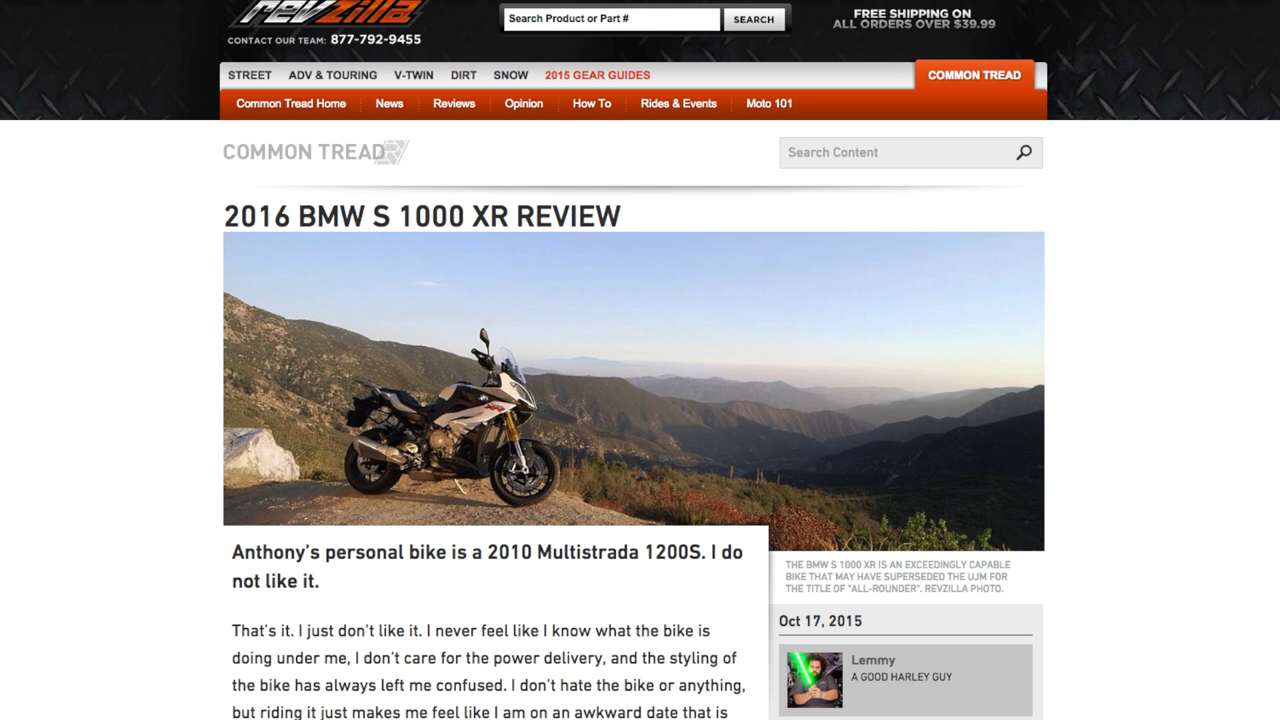 revzilla
CONTACT OUR TEAM: 877-792-9455
Search Product or Part #
SEARCH
FREE SHIPPING ON
ALL ORDERS OVER $39.99
STREET ADV & TOURING V-TWIN DIRT SNOW 2015 GEAR GUIDES COMMON TREAD
Common Tread Home News Reviews Opinion How To Rides & Events Moto 101
COMMON TREAD
Search Content
2016 BMW S 1000 XR REVIEW
Anthony's personal bike is a 2010 Multistrada 1200S. I do
not like it.
That's it. I just don't like it. I never feel like I know what the bike is
doing under me, I don't care for the power delivery, and the styling of
the bike has always left me confused. I don't hate the bike or anything,
but riding it just makes me feel like I am on an awkward date that is
THE BMW S 1000 XR IS AN EXCEEDINGLY CAPABLE
BIKE THAT MAY HAVE SUPERSEDED THE UJM FOR
THE TITLE OF "ALL-ROUNDER". REVZILLA PHOTO.
Oct 17, 2015
Lemmy
A GOOD HARLEY GUY